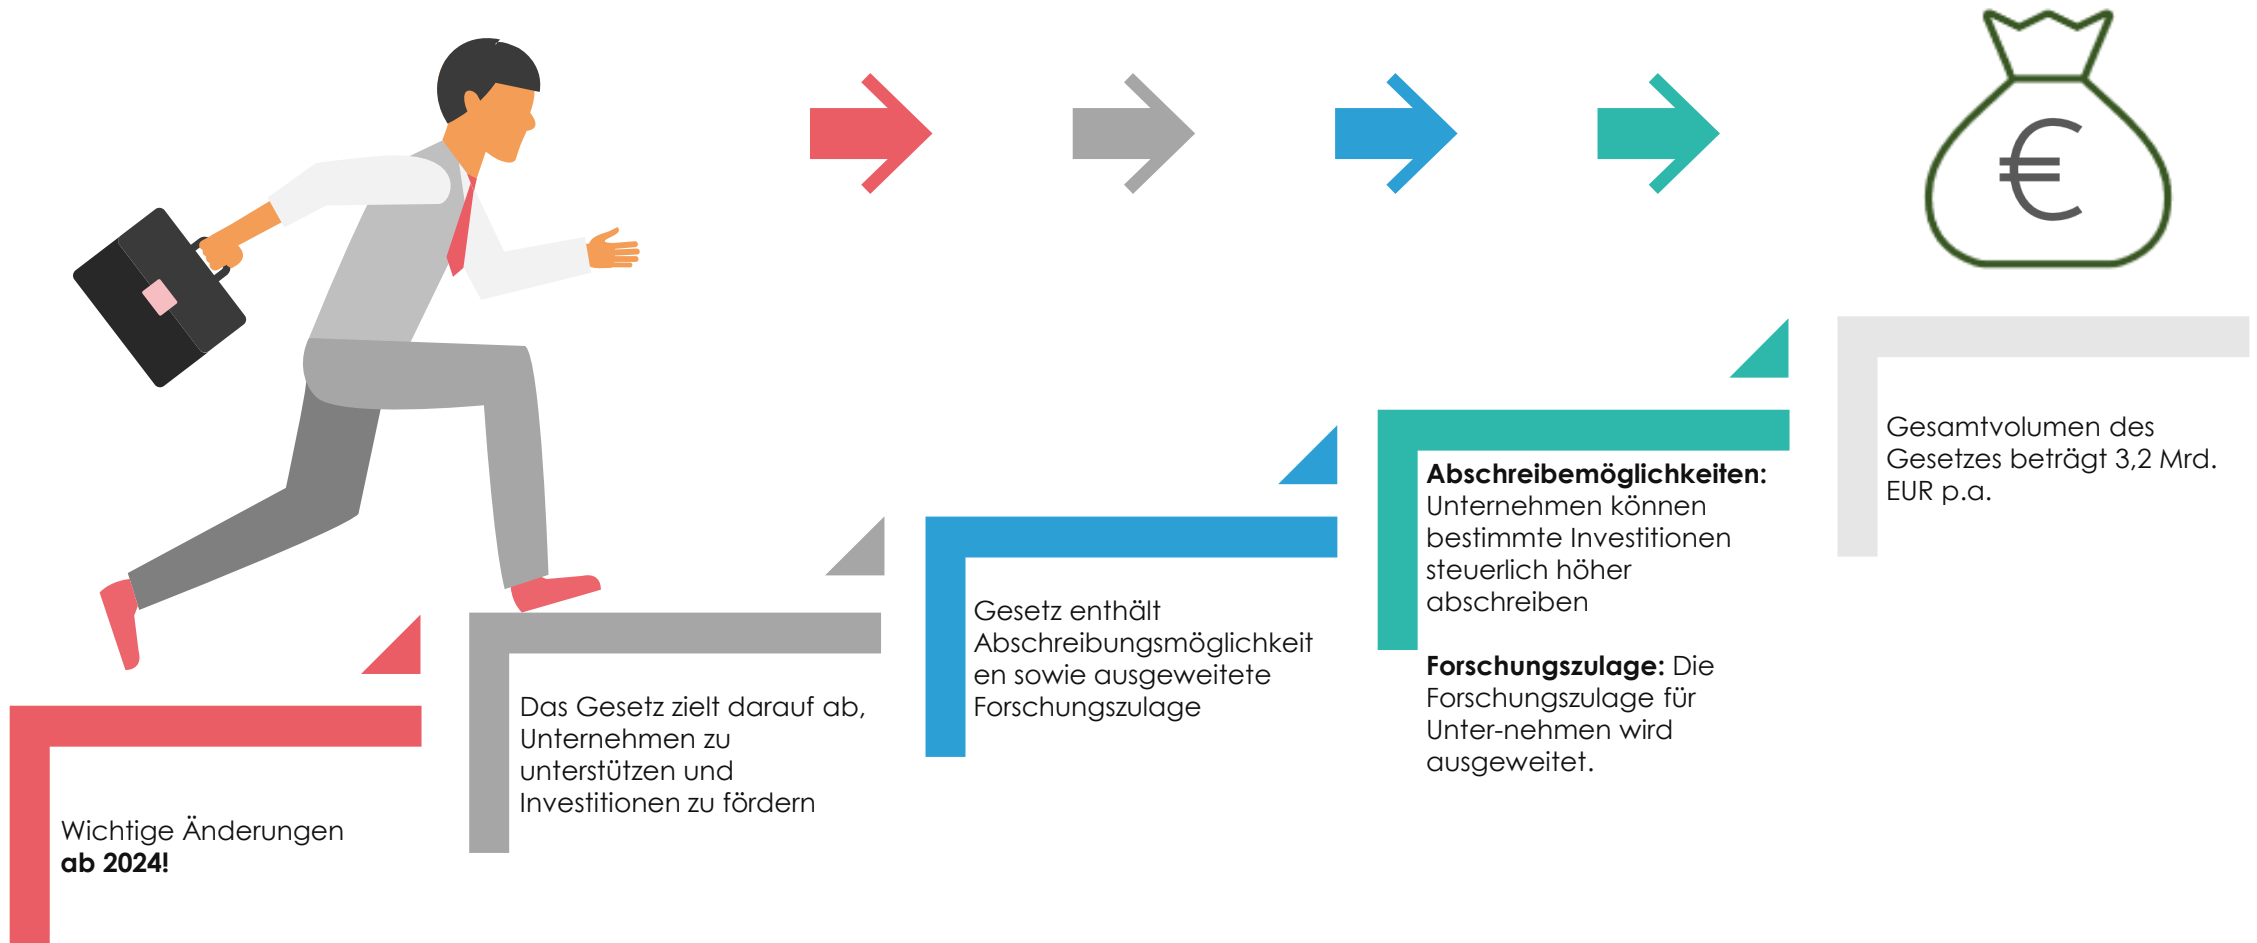 Wichtige Änderungen
ab 2024!
Das Gesetz zielt darauf ab,
Unternehmen zu
unterstützen und
Investitionen zu fördern
Gesetz enthält
Abschreibungsmöglichkeit
en sowie ausgeweitete
Forschungszulage
Abschreibemöglichkeiten:
Unternehmen können
bestimmte Investitionen
steuerlich höher
abschreiben
Forschungszulage: Die
Forschungszulage für
Unter-nehmen wird
ausgeweitet.
Gesamtvolumen des
Gesetzes beträgt 3,2 Mrd.
EUR p.a.
€